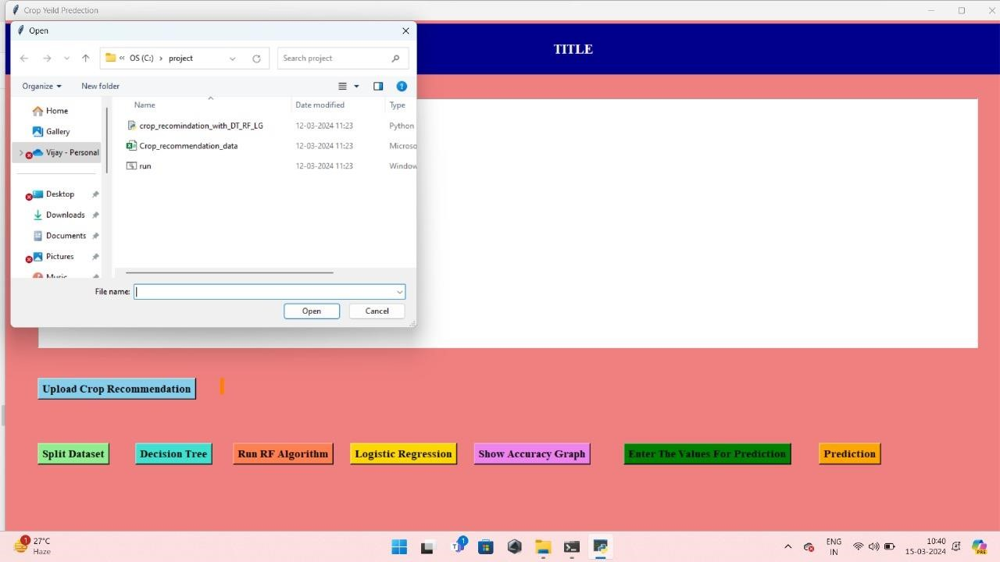 Crop Yeild Predection
Open
TITLE
« OS (C:) › project
Search project
Organize
New folder
Name Date modified Type
Home
Gallery
Vijay - Personal
Desktop
Downloads
Documents
Pictures
Music
crop_recomindation_with_DT_RF_LG 12-03-2024 11:23 Python
Crop_recommendation_data 12-03-2024 11:23 Microso
run 12-03-2024 11:23 Window
File name:
Open Cancel
Upload Crop Recommendation
Split Dataset Decision Tree Run RF Algorithm Logistic Regression Show Accuracy Graph Enter The Values For Prediction Prediction
1
27°C
Haze
1
ENG
IN
10:40
15-03-2024
PRE